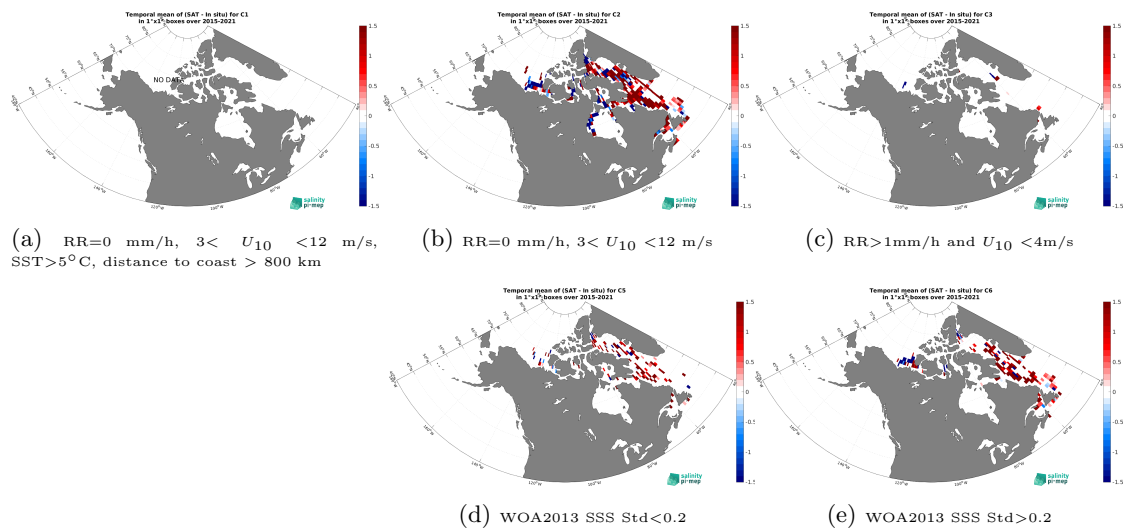 Temporal mean of (SAT - In situ) for C1
in 1°x1° boxes over 2015-2021
NO DATA
1.5
1
0.5
0
-0.5
-1
-1.5
salinity
pi-mep
Temporal mean of (SAT - In situ) for C2
in 1°x1° boxes over 2015-2021
1.5
1
0.5
0
-0.5
-1
-1.5
salinity
pi-mep
Temporal mean of (SAT - In situ) for C3
in 1°x1° boxes over 2015-2021
1.5
1
0.5
0
-0.5
-1
-1.5
salinity
pi-mep
(a) RR=0 mm/h, 3< U10 <12 m/s,
SST>5°C, distance to coast > 800 km
(b) RR=0 mm/h, 3< U10 <12 m/s
(c) RR>1mm/h and U10 <4m/s
Temporal mean of (SAT - In situ) for C5
in 1°x1° boxes over 2015-2021
1.5
1
0.5
0
-0.5
-1
-1.5
salinity
pi-mep
Temporal mean of (SAT - In situ) for C6
in 1°x1° boxes over 2015-2021
1.5
1
0.5
0
-0.5
-1
-1.5
salinity
pi-mep
(d) WOA2013 SSS Std<0.2
(e) WOA2013 SSS Std>0.2